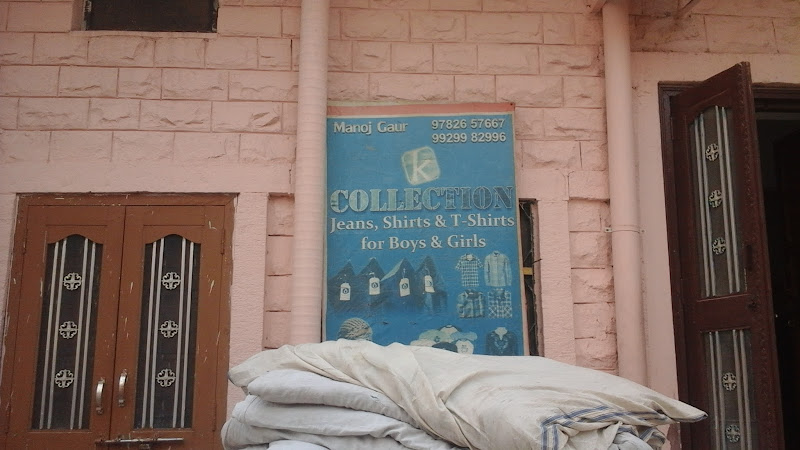 Manoj Gaur 97826 57667
99299 82996
k
COLLECTION
Jeans, Shirts & T-Shirts
for Boys & Girls